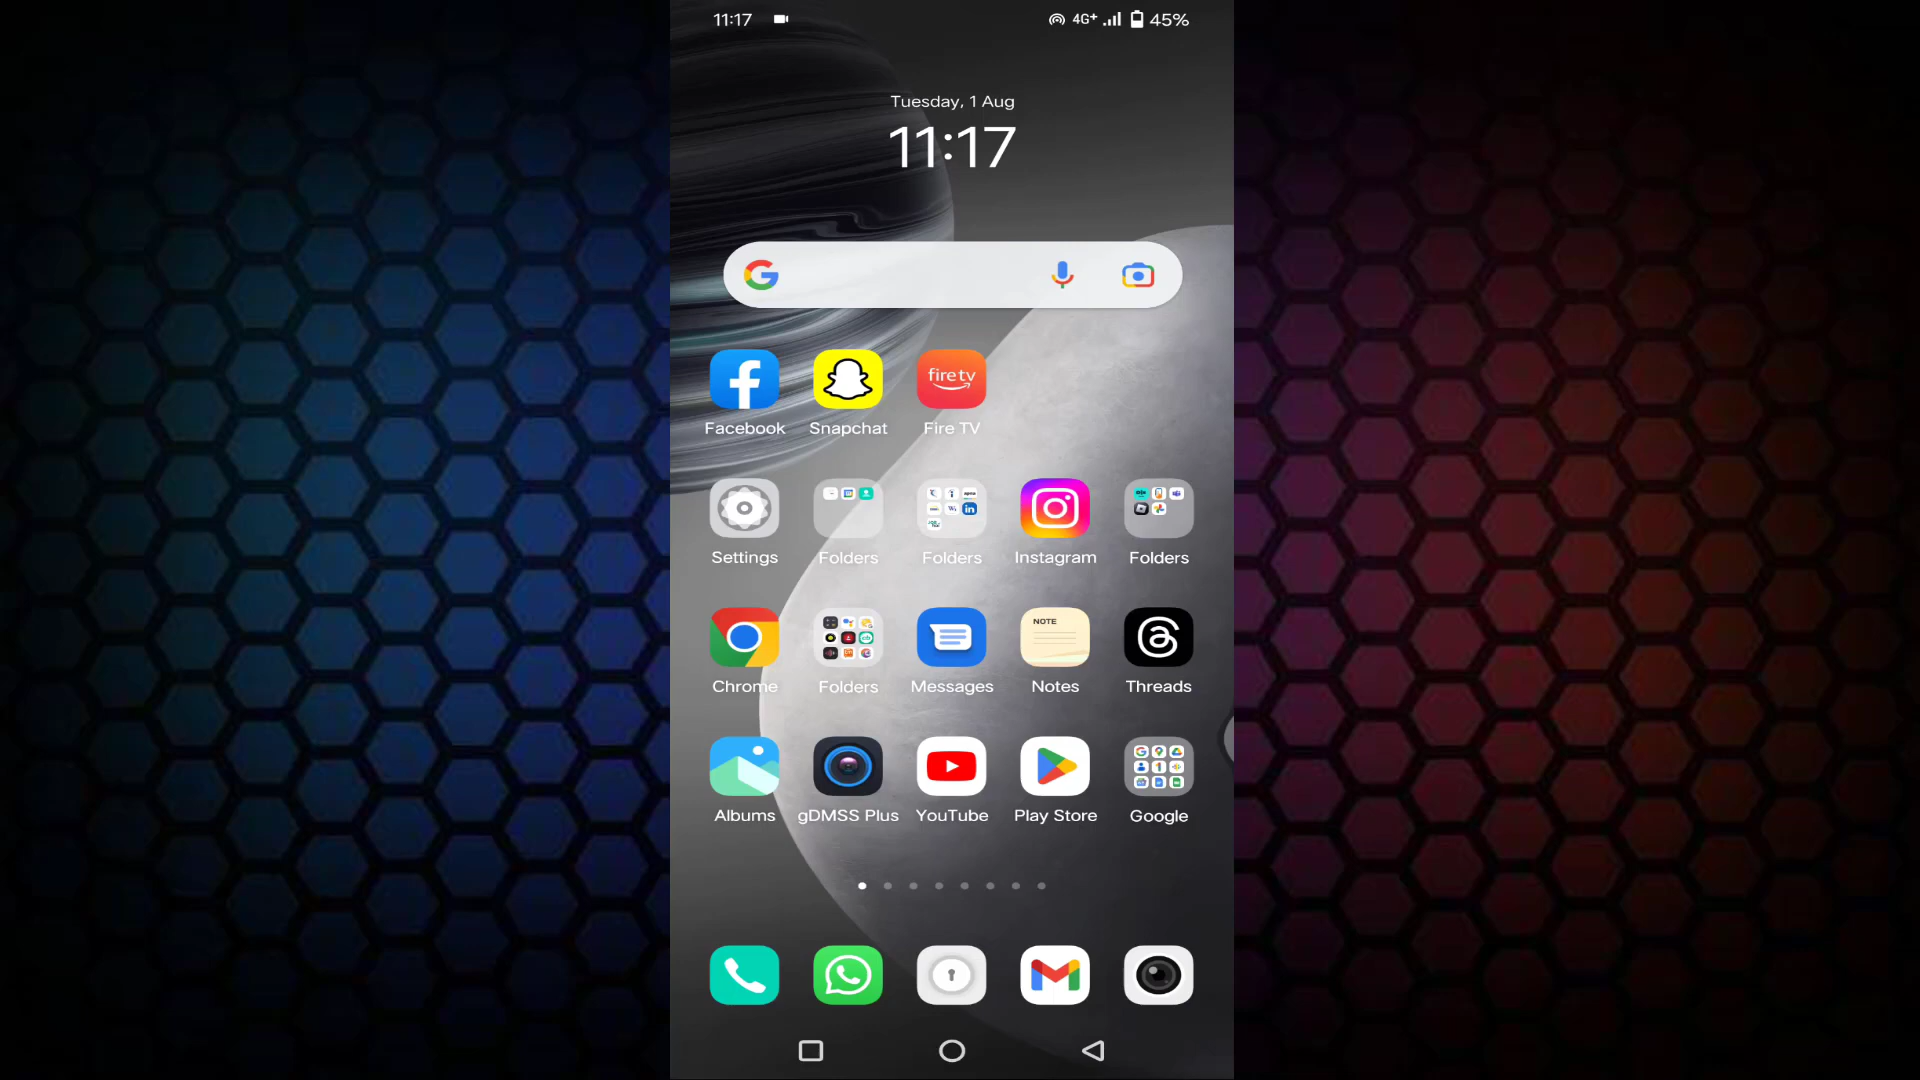 11:17 4G+ 45%
Tuesday, 1 Aug
11:17
fire tv
Facebook Snapchat Fire TV
Settings Folders Folders Instagram Folders
NOTE
Chrome Folders Messages Notes Threads
Albums gDMSS Plus YouTube Play Store Google